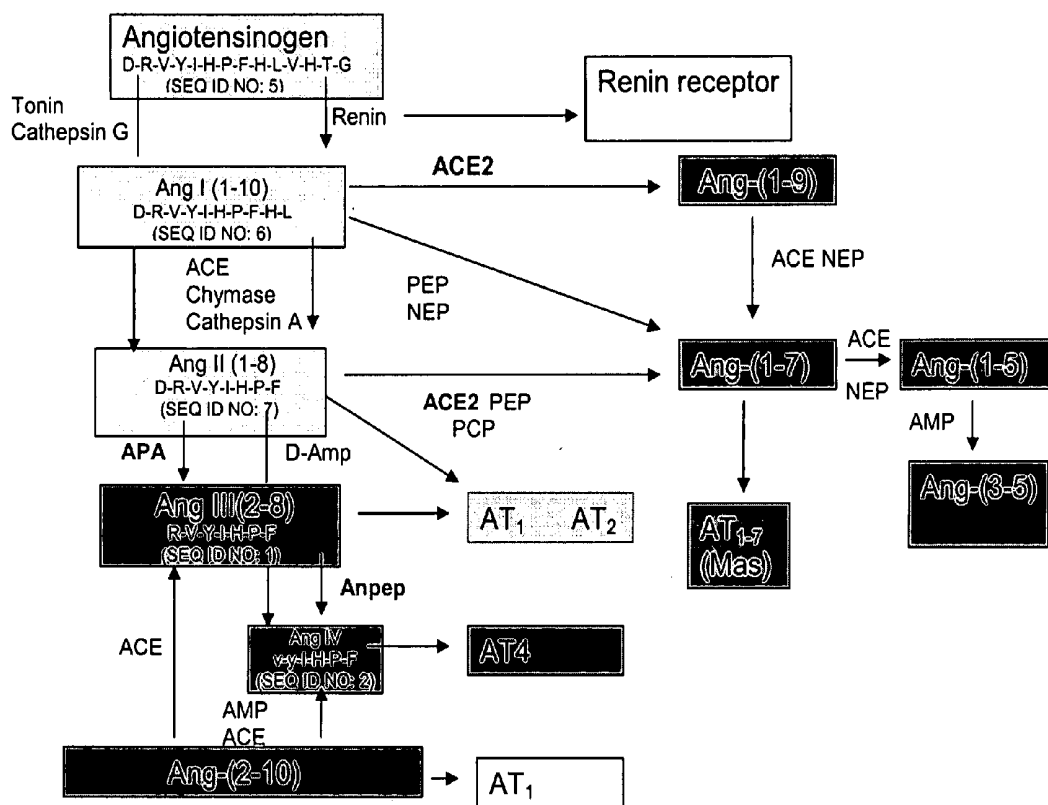 Angiotensinogen
D-R-V-Y-I-H-P-F-H-L-V-H-T-G
(SEQ ID NO: 5)
Renin receptor
Tonin
Cathepsin G
Renin
ACE2
Ang-(1-9)
Ang I (1-10)
D-R-V-Y-I-H-P-F-H-L
(SEQ ID NO: 6)
ACE NEP
ACE
Chymase
Cathepsin A
PEP
NEP
Ang II (1-8)
D-R-V-Y-I-H-P-F
(SEQ ID NO: 7)
Ang-(1-7)
ACE
NEP
Ang-(1-5)
ACE2 PEP
PCP
APA
D-Amp
AMP
Ang III(2-8)
R-V-Y-I-H-P-F
(SEQ ID NO: 1)
AT1 AT2
AT1-7
(Mas)
Ang-(3-5)
Anpep
ACE
Ang IV
v-y-I-H-P-F
(SEQ ID NO: 2)
AT4
AMP
ACE
Ang-(2-10)
AT1